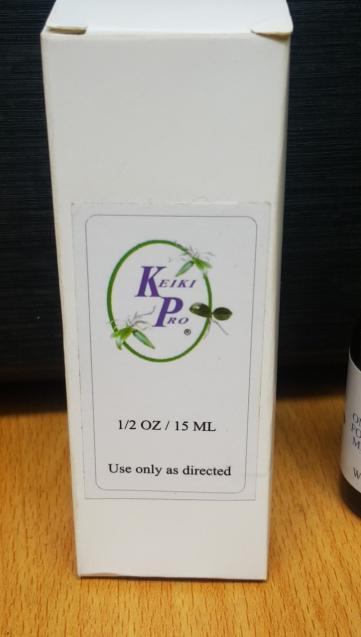 KEIKI
PRO
®
1/2 OZ / 15 ML
Use only as directed